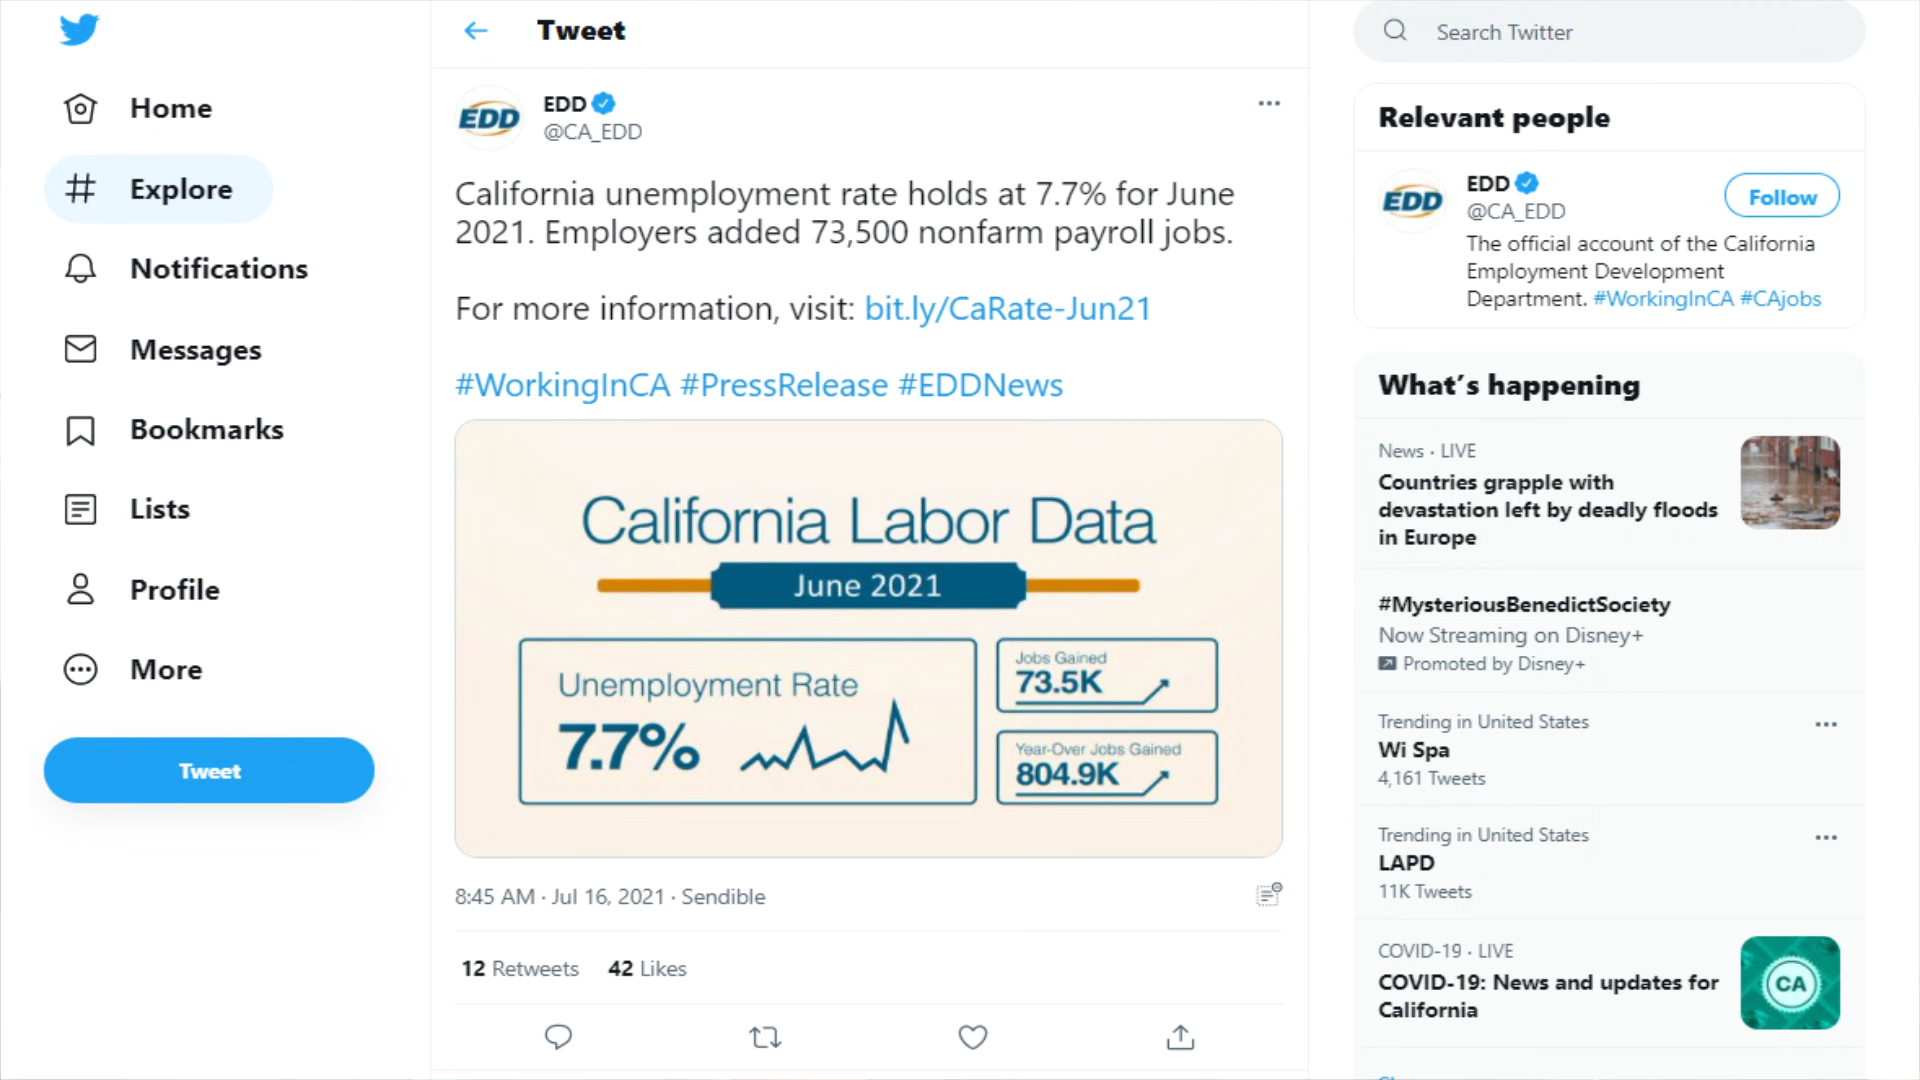 Home
Explore
Notifications
Messages
Bookmarks
Lists
Profile
More
Tweet
Tweet
EDD
EDD
@CA_EDD
California unemployment rate holds at 7.7% for June
2021. Employers added 73,500 nonfarm payroll jobs.
For more information, visit: bit.ly/CaRate-Jun21
#WorkingInCA #PressRelease #EDDNews
California Labor Data
June 2021
Unemployment Rate
7.7%
Jobs Gained
73.5K
Year-Over Jobs Gained
804.9K
8:45 AM · Jul 16, 2021 · Sendible
12 Retweets 42 Likes
Search Twitter
Relevant people
EDD
EDD
@CA_EDD
Follow
The official account of the California
Employment Development
Department. #WorkingInCA #CAjobs
What's happening
News · LIVE
Countries grapple with
devastation left by deadly floods
in Europe
#MysteriousBenedictSociety
Now Streaming on Disney+
Promoted by Disney+
Trending in United States
Wi Spa
4,161 Tweets
Trending in United States
LAPD
11K Tweets
COVID-19 · LIVE
COVID-19: News and updates for
California
CA